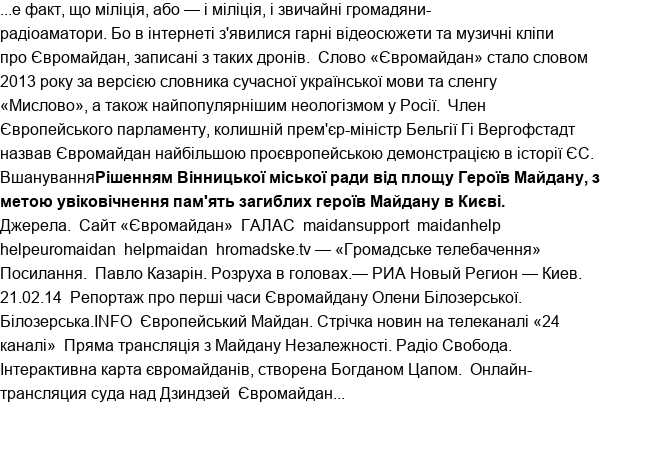 ...е факт, що міліція, або — і міліція, і звичайні громадяни-
радіоаматори. Бо в інтернеті з'явилися гарні відеосюжети та музичні кліпи
про Євромайдан, записані з таких дронів.  Слово «Євромайдан» стало словом
2013 року за версією словника сучасної української мови та сленгу
«Мислово», а також найпопулярнішим неологізмом у Росії.  Член
Європейського парламенту, колишній прем'єр-міністр Бельгії Гі Вергофстадт
назвав Євромайдан найбільшою проєвропейською демонстрацією в історії ЄС.
ВшануванняРішенням Вінницької міської ради від площу Героїв Майдану, з
метою увіковічнення пам'ять загиблих героїв Майдану в Києві.
Джерела.  Сайт «Євромайдан»  ГАЛАС  maidansupport  maidanhelp
helpeuromaidan  helpmaidan  hromadske.tv — «Громадське телебачення»
Посилання.  Павло Казарін. Розруха в головах.— РИА Новый Регион — Киев.
21.02.14  Репортаж про перші часи Євромайдану Олени Білозерської.
Білозерська.INFO  Європейський Майдан. Стрічка новин на телеканалі «24
каналі»  Пряма трансляція з Майдану Незалежності. Радіо Свобода.
Інтерактивна карта євромайданів, створена Богданом Цапом.  Онлайн-
трансляция суда над Дзиндзей  Євромайдан...